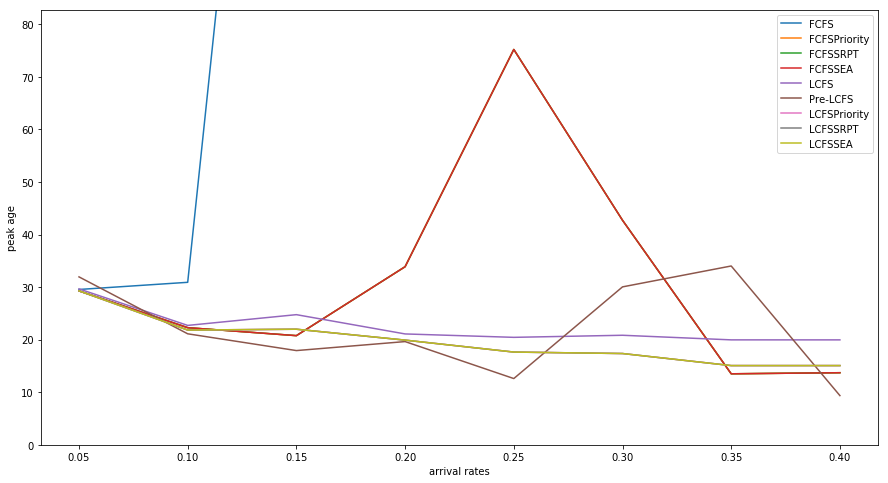 80
70
60
50
40
30
20
10
0
peak age
0.05 0.10 0.15 0.20 0.25 0.30 0.35 0.40
arrival rates
FCFS
FCFSPriority
FCFSSRPT
FCFSSEA
LCFS
Pre-LCFS
LCFSPriority
LCFSSRPT
LCFSSEA